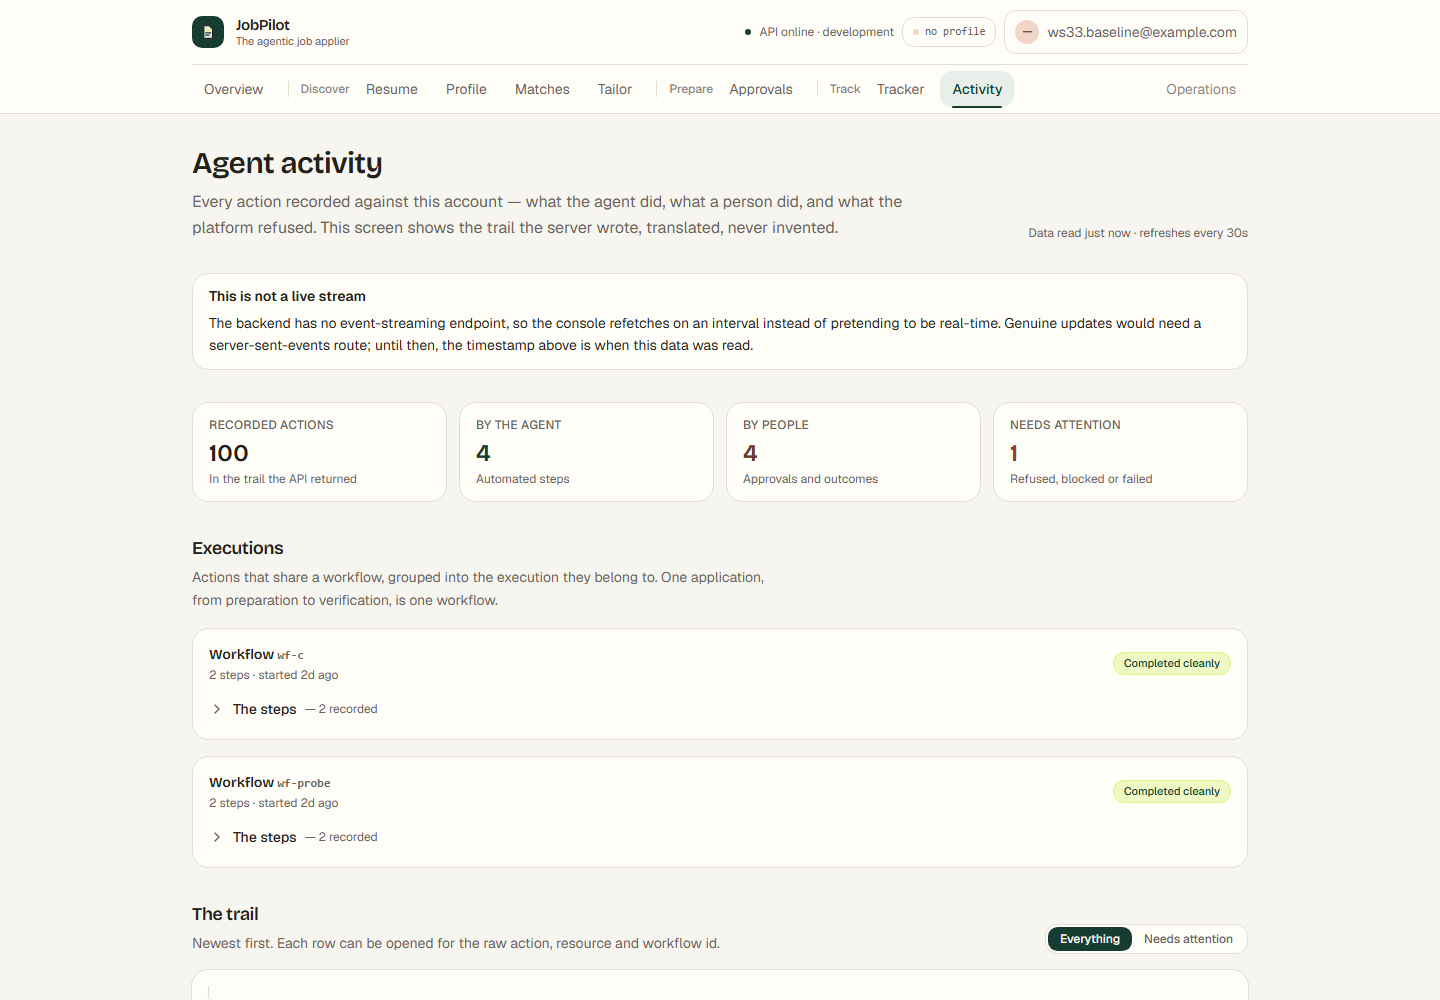 JobPilot
The agentic job applier
API online · development
no profile
ws33.baseline@example.com
Overview
Discover
Resume
Profile
Matches
Tailor
Prepare
Approvals
Track
Tracker
Activity
Operations
Agent activity
Every action recorded against this account — what the agent did, what a person did, and what the
platform refused. This screen shows the trail the server wrote, translated, never invented.
Data read just now · refreshes every 30s
This is not a live stream
The backend has no event-streaming endpoint, so the console refetches on an interval instead of pretending to be real-time. Genuine updates would need a
server-sent-events route; until then, the timestamp above is when this data was read.
RECORDED ACTIONS
100
In the trail the API returned
BY THE AGENT
4
Automated steps
BY PEOPLE
4
Approvals and outcomes
NEEDS ATTENTION
1
Refused, blocked or failed
Executions
Actions that share a workflow, grouped into the execution they belong to. One application,
from preparation to verification, is one workflow.
Workflow wf-c
2 steps · started 2d ago
Completed cleanly
The steps — 2 recorded
Workflow wf-probe
2 steps · started 2d ago
Completed cleanly
The steps — 2 recorded
The trail
Newest first. Each row can be opened for the raw action, resource and workflow id.
Everything
Needs attention